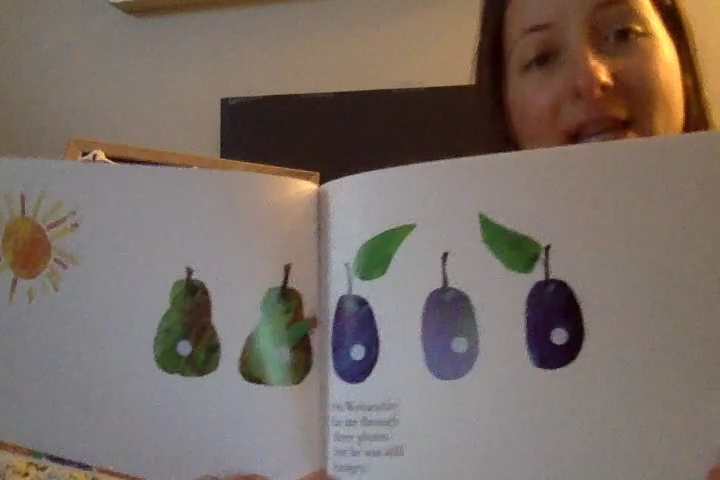 On Wednesday
he ate through
three plums
but he was still
hungry.